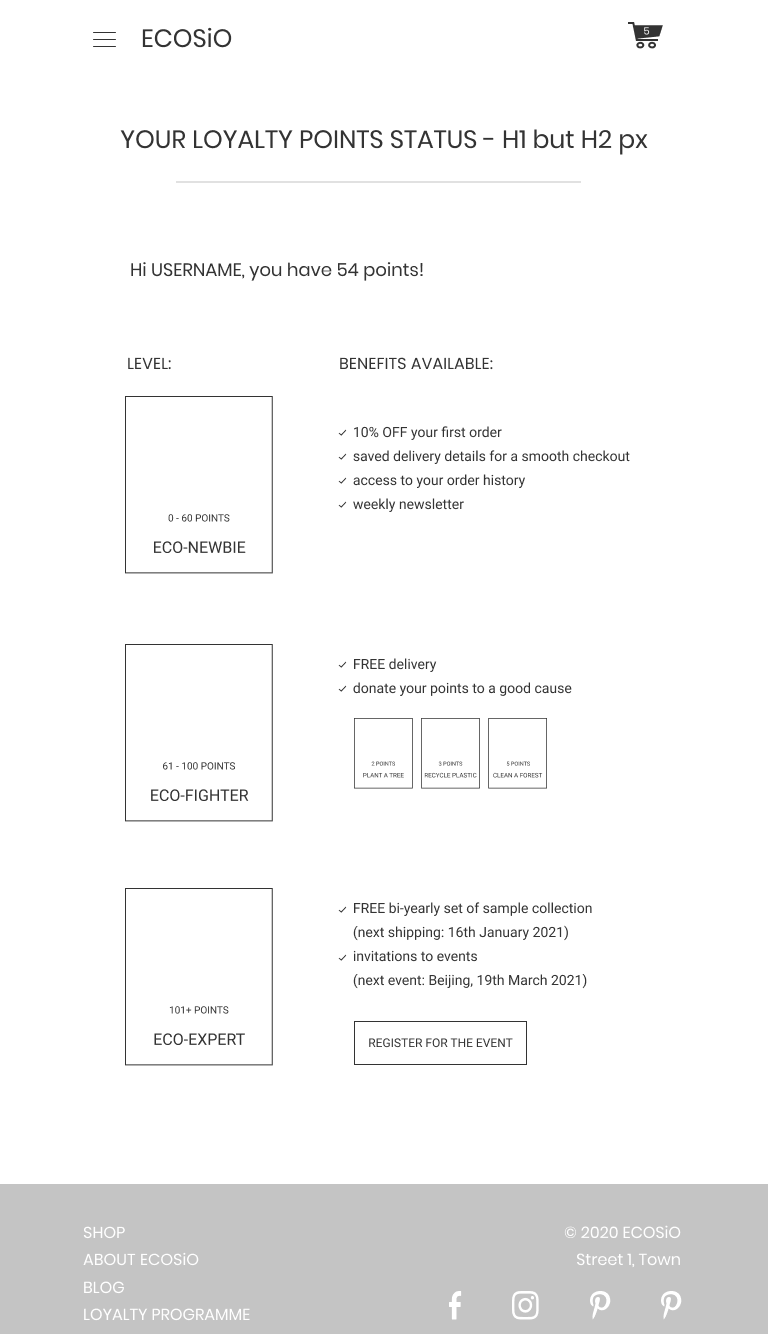 ECOSiO
5
YOUR LOYALTY POINTS STATUS - H1 but H2 px
Hi USERNAME, you have 54 points!
LEVEL:
BENEFITS AVAILABLE:
0 - 60 POINTS
ECO-NEWBIE
10% OFF your first order
saved delivery details for a smooth checkout
access to your order history
weekly newsletter
61 - 100 POINTS
ECO-FIGHTER
FREE delivery
donate your points to a good cause
2 POINTS
PLANT A TREE
3 POINTS
RECYCLE PLASTIC
5 POINTS
CLEAN A FOREST
101+ POINTS
ECO-EXPERT
FREE bi-yearly set of sample collection
(next shipping: 16th January 2021)
invitations to events
(next event: Beijing, 19th March 2021)
REGISTER FOR THE EVENT
SHOP
ABOUT ECOSiO
BLOG
LOYALTY PROGRAMME
© 2020 ECOSiO
Street 1, Town